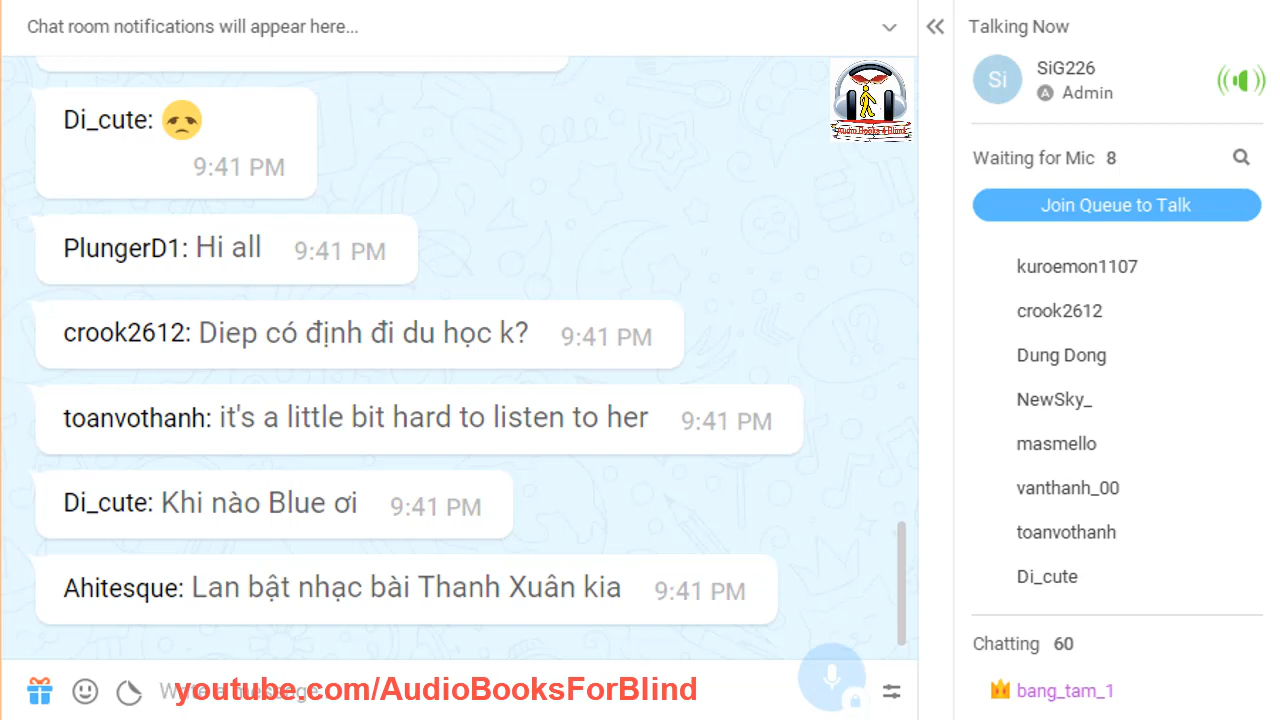 Chat room notifications will appear here...
Di_cute:
9:41 PM
PlungerD1: Hi all 9:41 PM
crook2612: Diep có định đi du học k? 9:41 PM
toanvothanh: it's a little bit hard to listen to her 9:41 PM
Di_cute: Khi nào Blue ơi 9:41 PM
Ahitesque: Lan bật nhạc bài Thanh Xuân kia 9:41 PM
youtube.com/AudioBooksForBlind
Audio Books 4 Blind
Talking Now
Si
SiG226
A Admin
Waiting for Mic 8
Join Queue to Talk
kuroemon1107
crook2612
Dung Dong
NewSky_
masmello
vanthanh_00
toanvothanh
Di_cute
Chatting 60
bang_tam_1